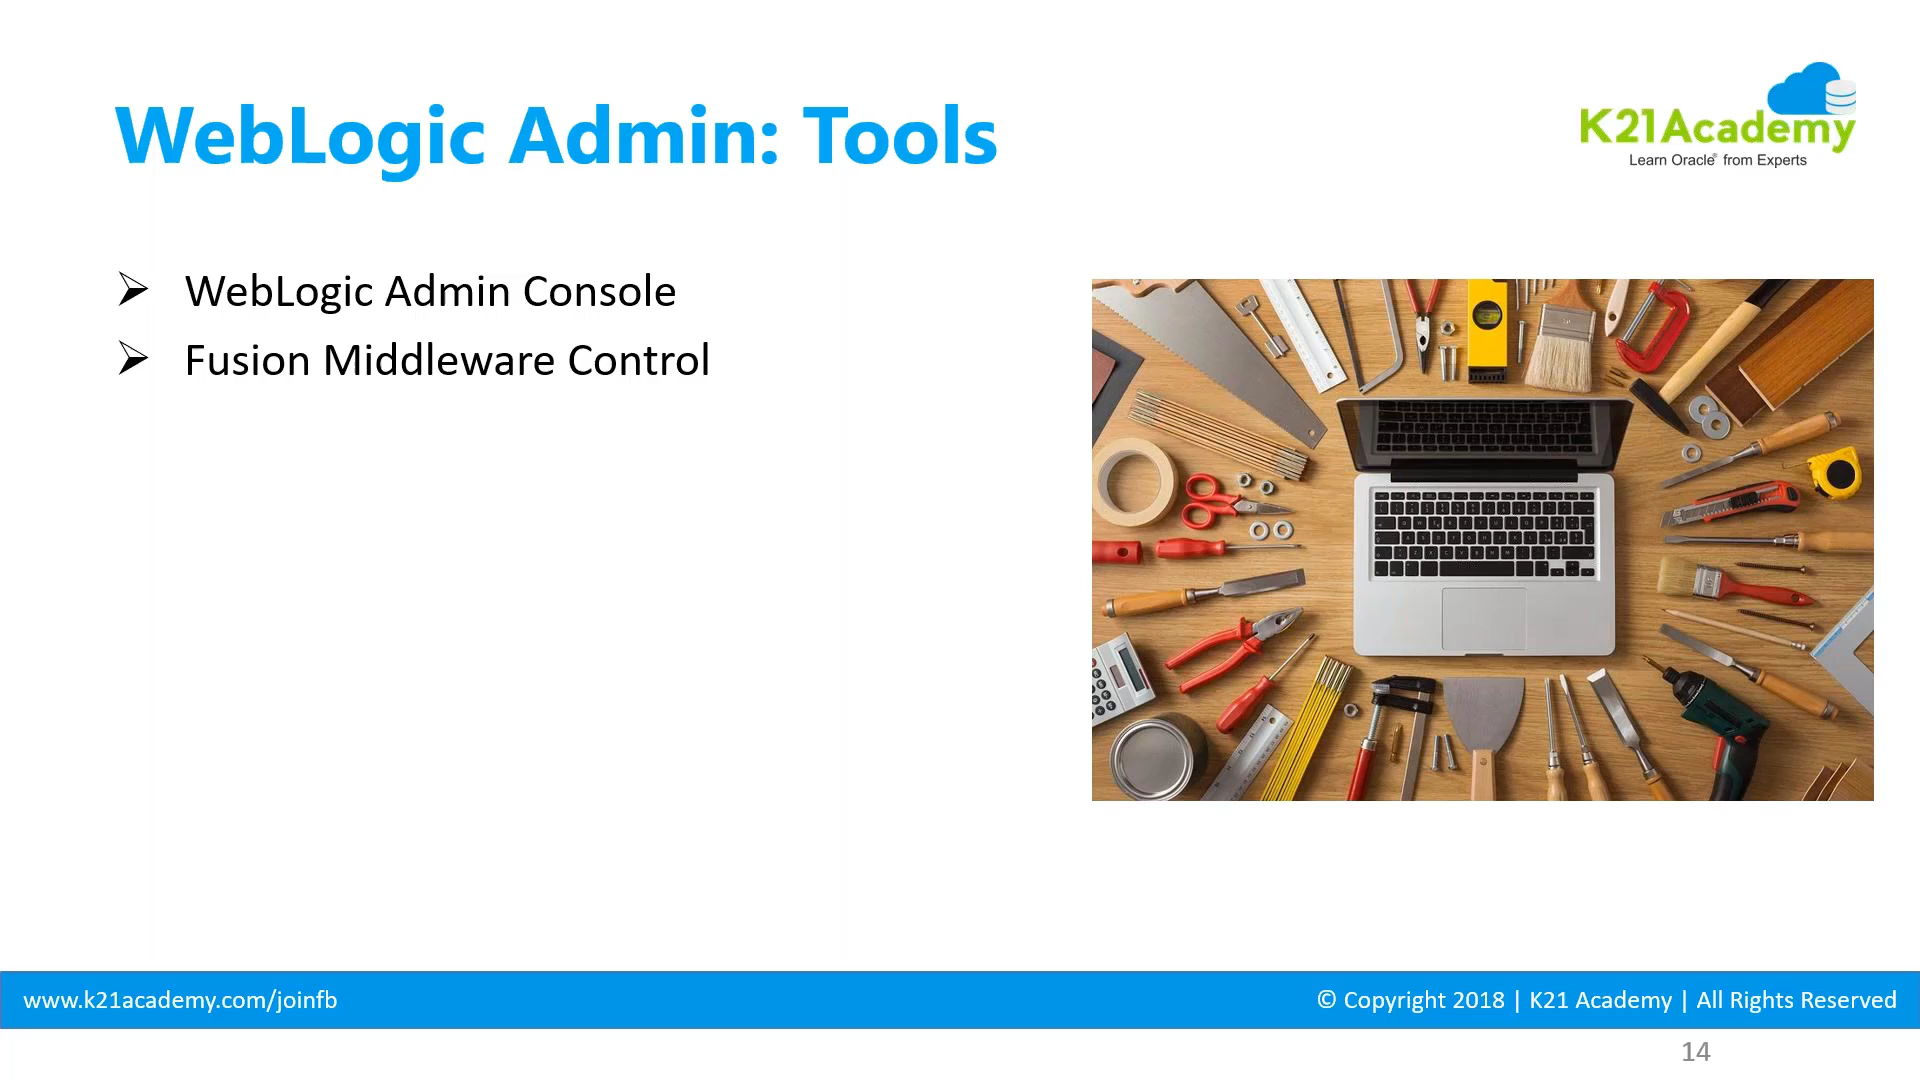 WebLogic Admin: Tools
K21Academy
Learn Oracle® from Experts
➢ WebLogic Admin Console
➢ Fusion Middleware Control
www.k21academy.com/joinfb
© Copyright 2018 | K21 Academy | All Rights Reserved
14